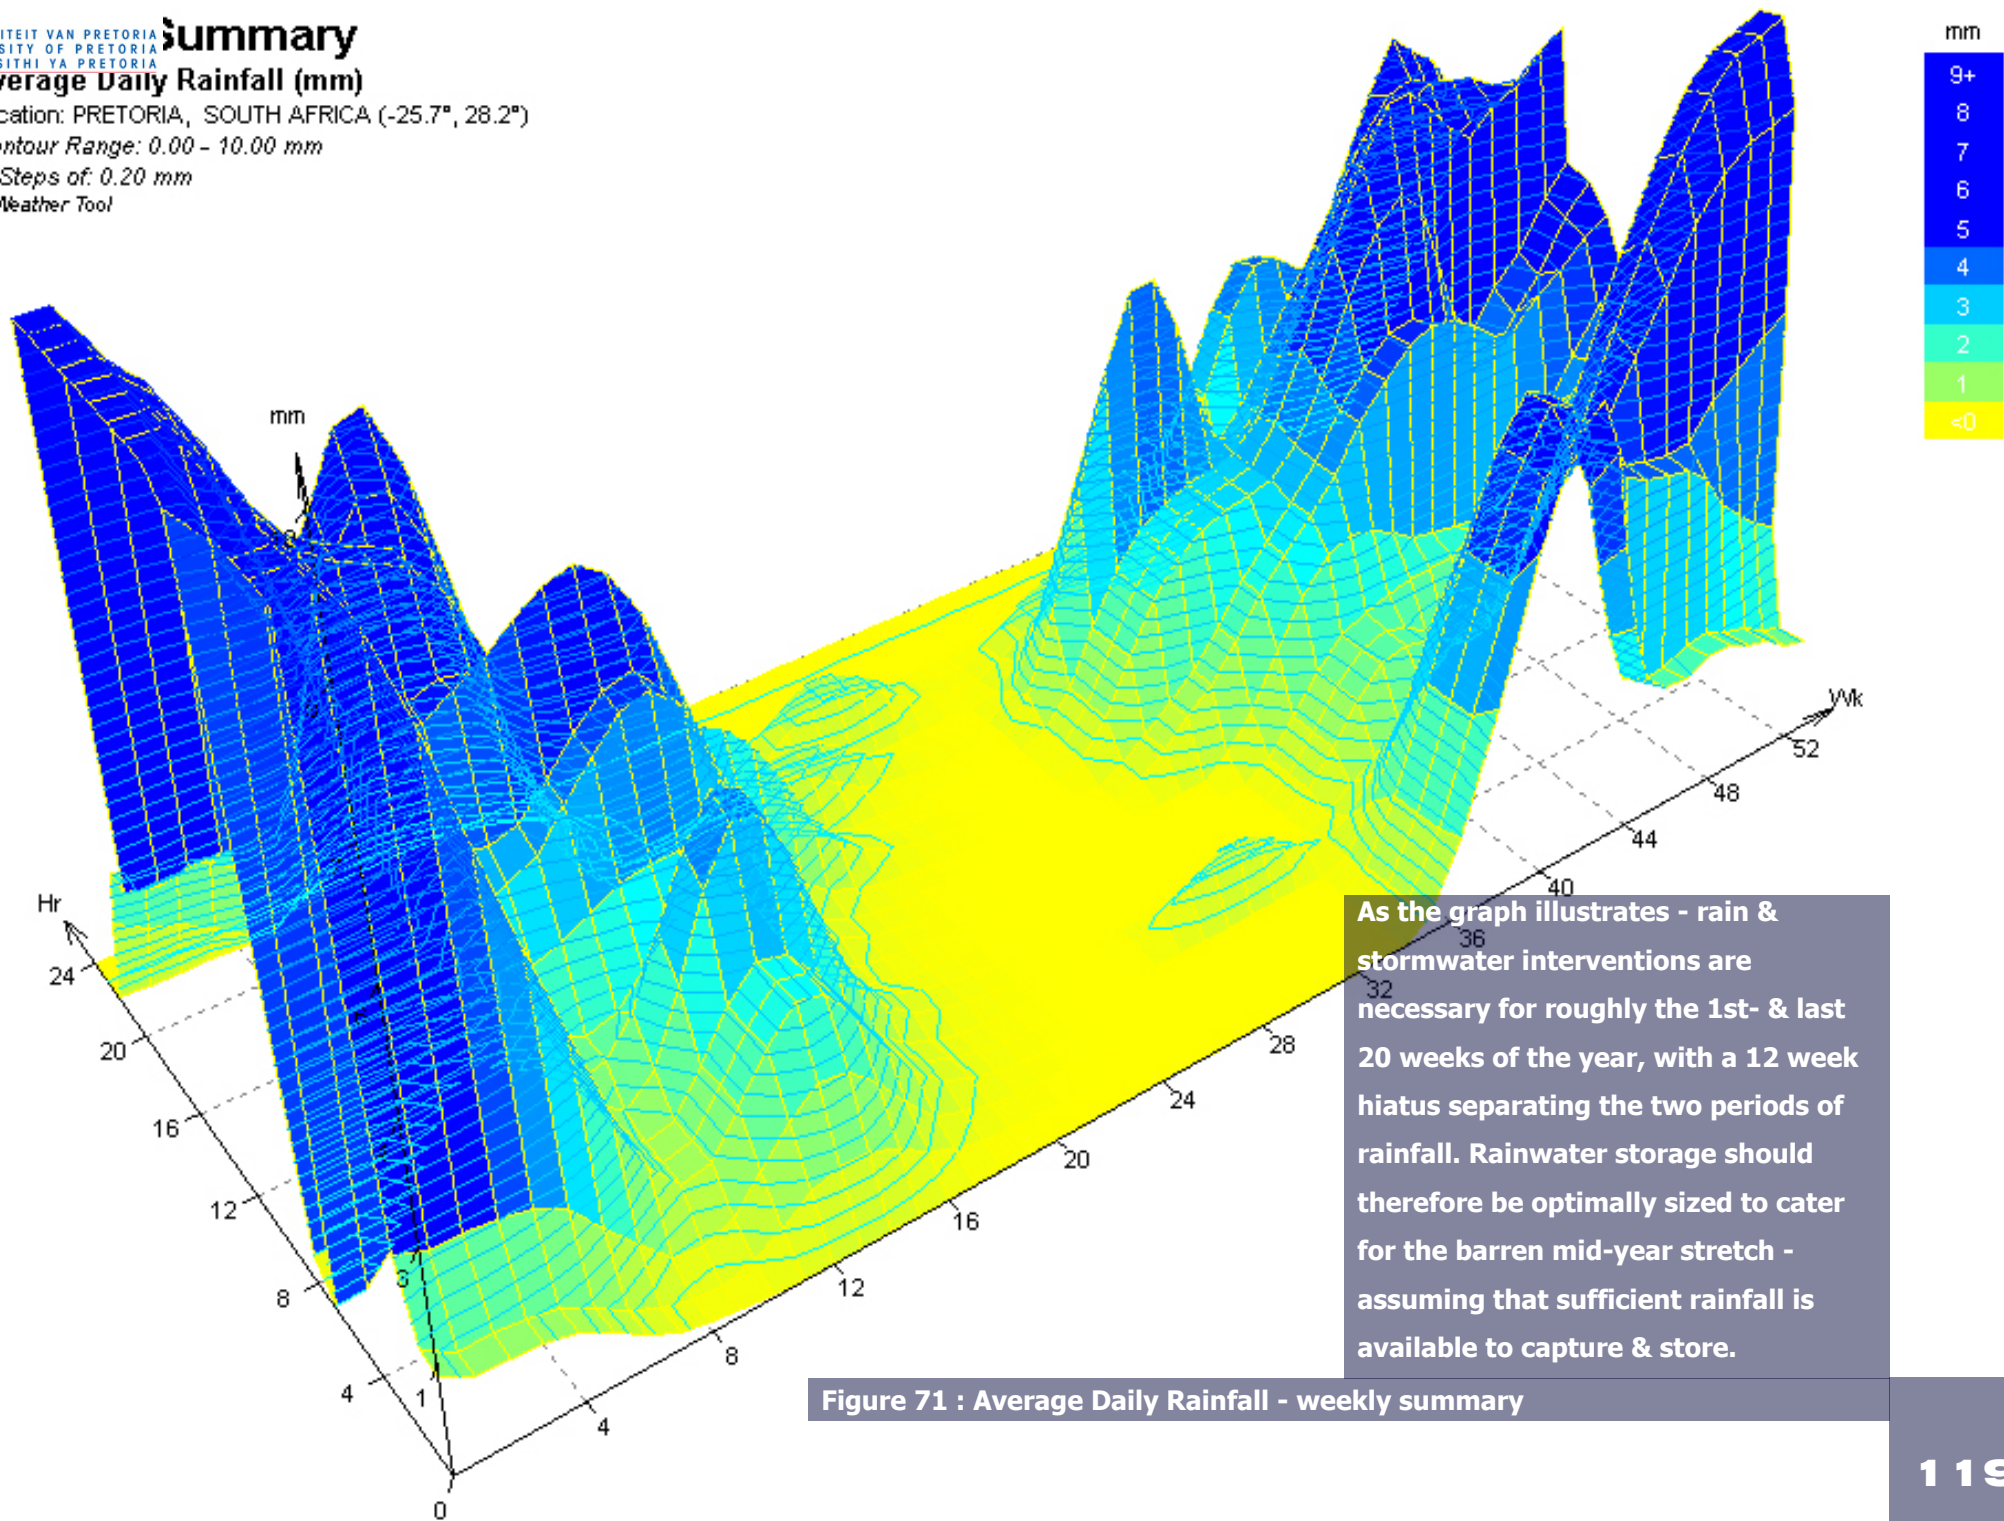 ITEIT VAN PRETORIA
SITY OF PRETORIA
SITHI YA PRETORIA
Summary
verage Daily Rainfall (mm)
cation: PRETORIA, SOUTH AFRICA (-25.7°, 28.2°)
ontour Range: 0.00 - 10.00 mm
Steps of: 0.20 mm
Weather Tool
mm
9+
8
7
6
5
4
3
2
1
<0
mm
Hr
24
20
16
12
8
4
0
4
8
12
16
20
24
28
32
36
40
44
48
52
Wk
1
3
As the graph illustrates - rain &
stormwater interventions are
necessary for roughly the 1st- & last
20 weeks of the year, with a 12 week
hiatus separating the two periods of
rainfall. Rainwater storage should
therefore be optimally sized to cater
for the barren mid-year stretch -
assuming that sufficient rainfall is
available to capture & store.
Figure 71 : Average Daily Rainfall - weekly summary
119